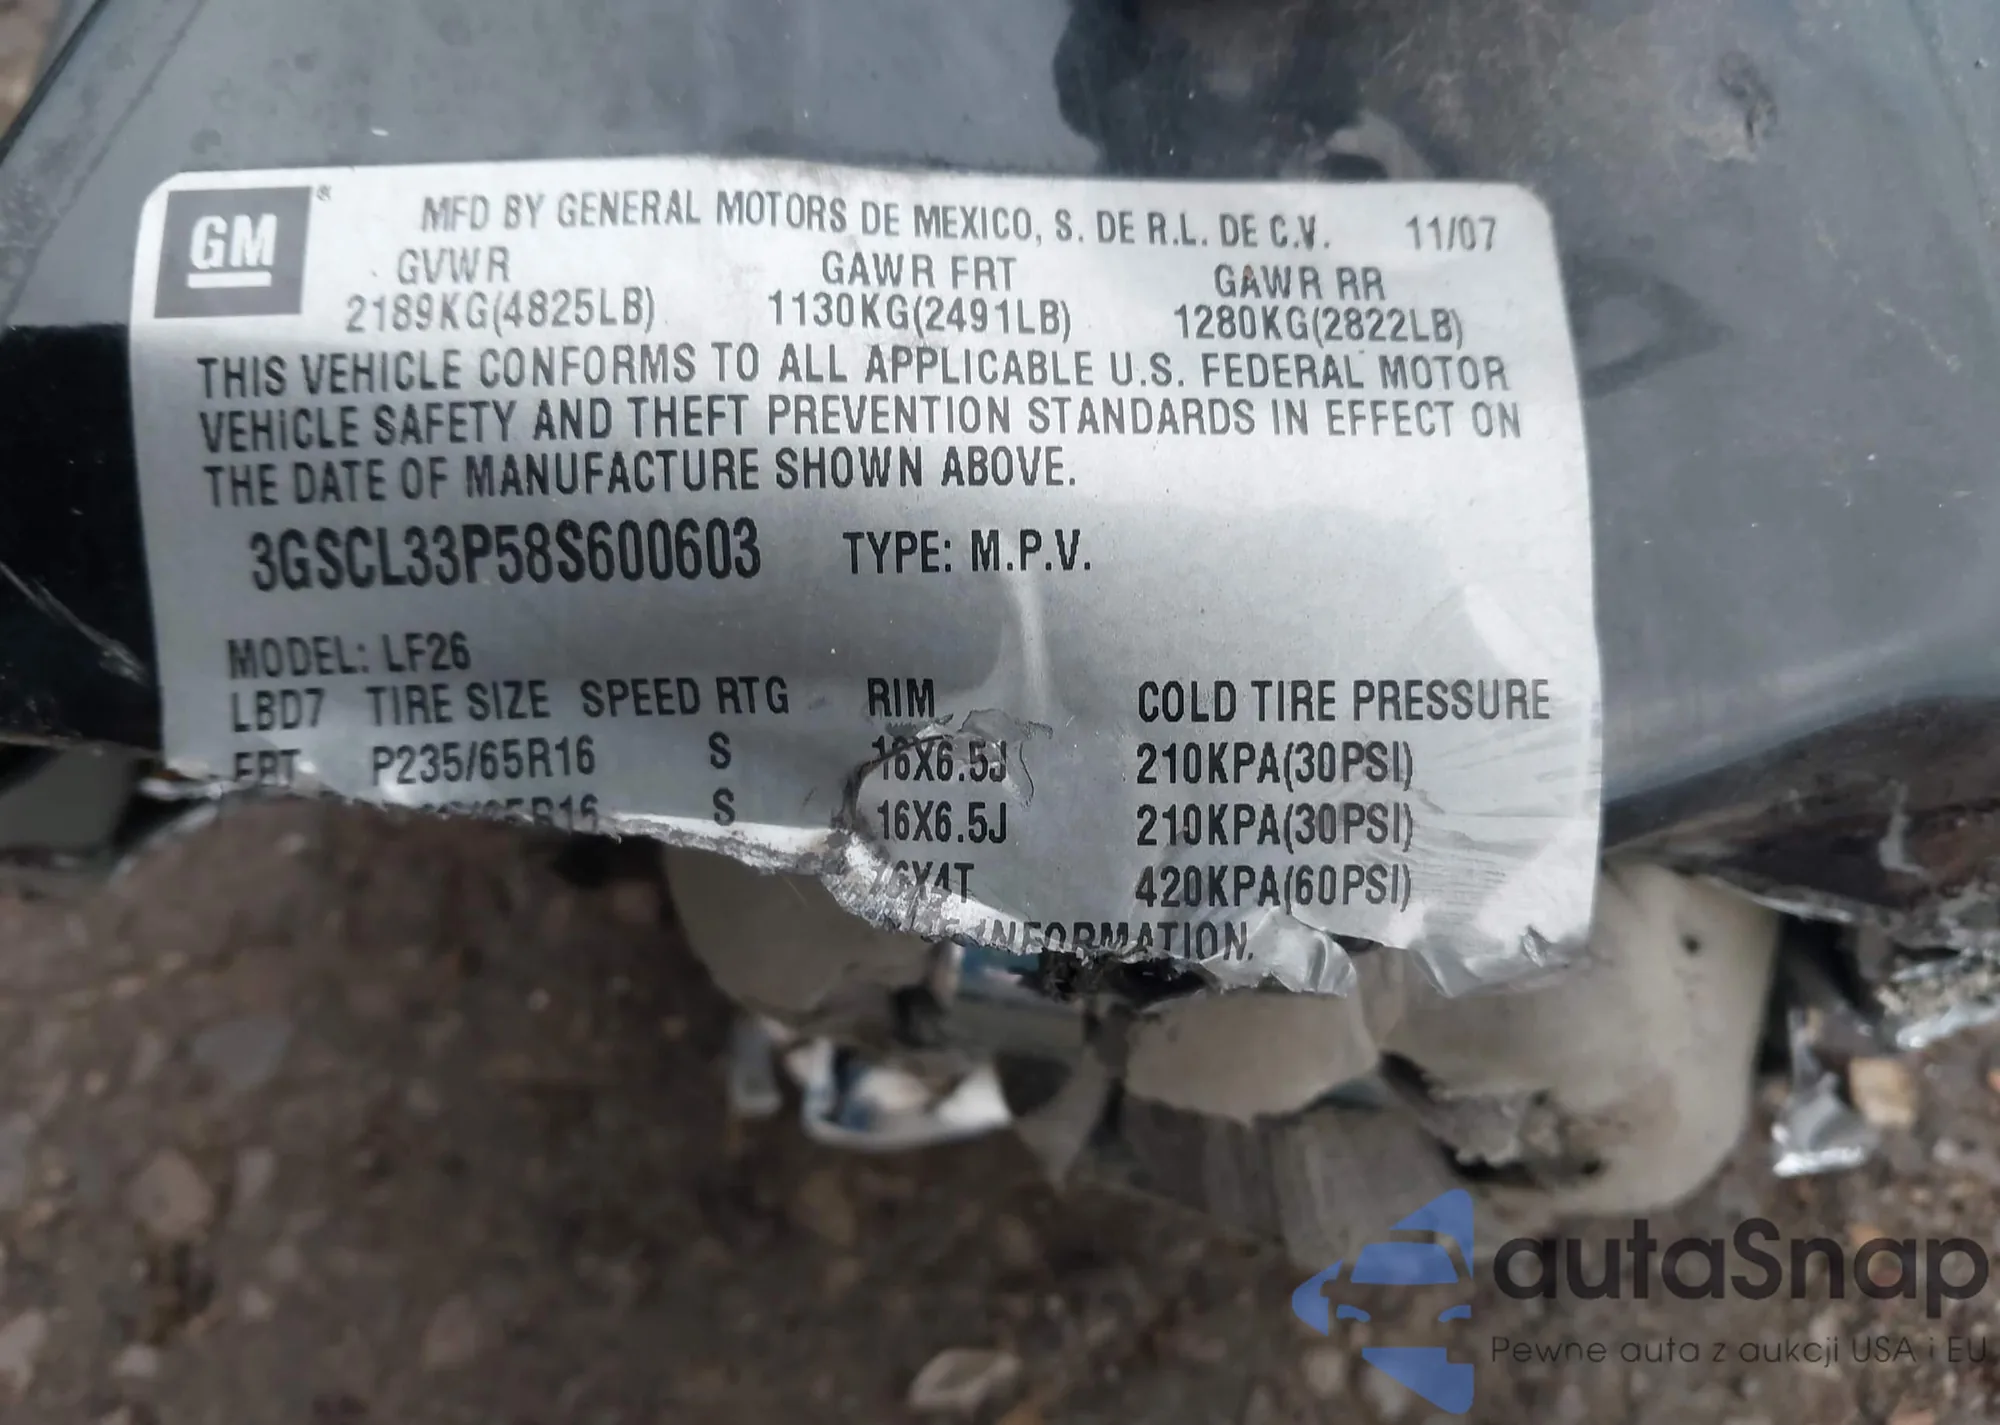 GM®
MFD BY GENERAL MOTORS DE MEXICO, S. DE R.L. DE C.V. 11/07
GVWR GAWR FRT GAWR RR
2189KG(4825LB) 1130KG(2491LB) 1280KG(2822LB)
THIS VEHICLE CONFORMS TO ALL APPLICABLE U.S. FEDERAL MOTOR
VEHICLE SAFETY AND THEFT PREVENTION STANDARDS IN EFFECT ON
THE DATE OF MANUFACTURE SHOWN ABOVE.
3GSCL33P58S600603 TYPE: M.P.V.
MODEL: LF26
LBD7 TIRE SIZE SPEED RTG RIM COLD TIRE PRESSURE
FRT P235/65R16 S 16X6.5J 210KPA(30PSI)
S 16X6.5J 210KPA(30PSI)
420KPA(60PSI)
INFORMATION.
autaSnap
Pewne auta z aukcji USA i EU